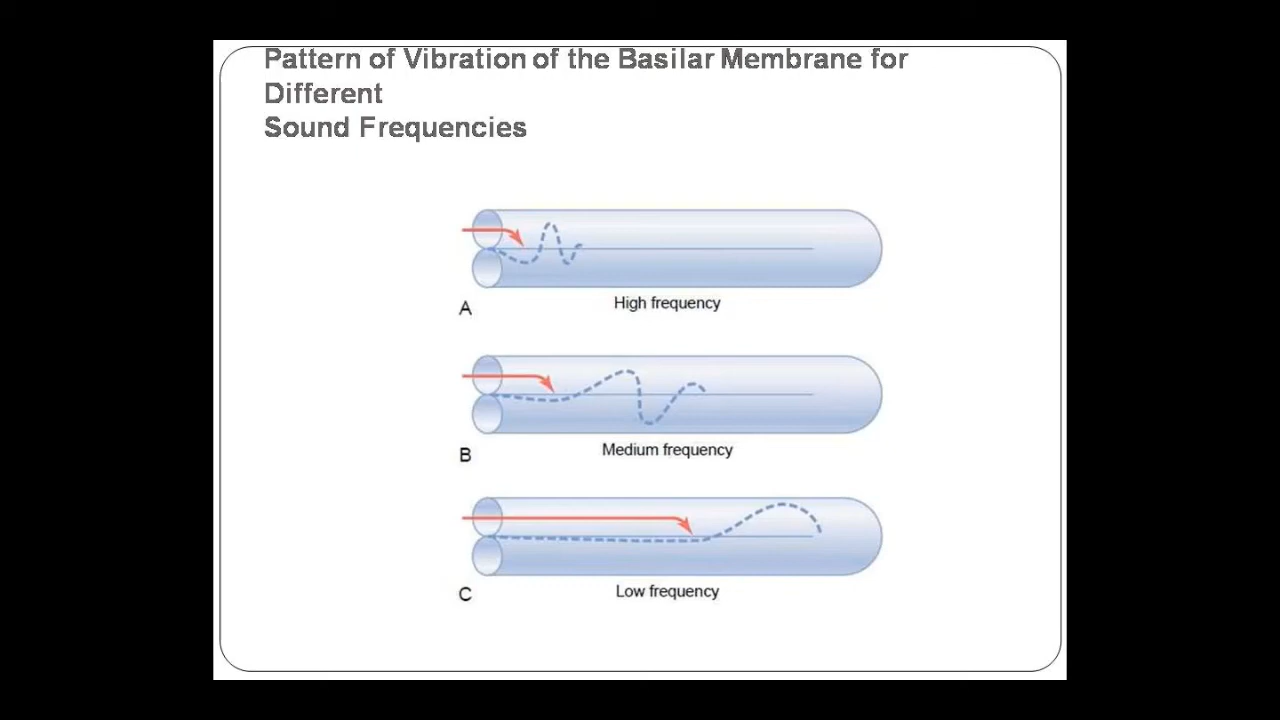 Pattern of Vibration of the Basilar Membrane for
Different
Sound Frequencies
A
High frequency
B
Medium frequency
C
Low frequency